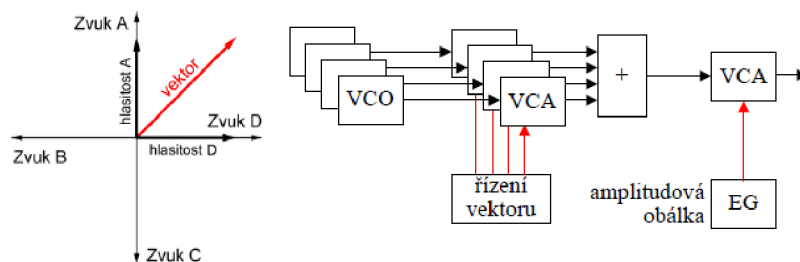 Zvuk A
hlasitost A
vektor
Zvuk B
hlasitost D
Zvuk D
Zvuk C
VCO
VCA
+
VCA
řízení
vektoru
amplitudová
obálka
EG